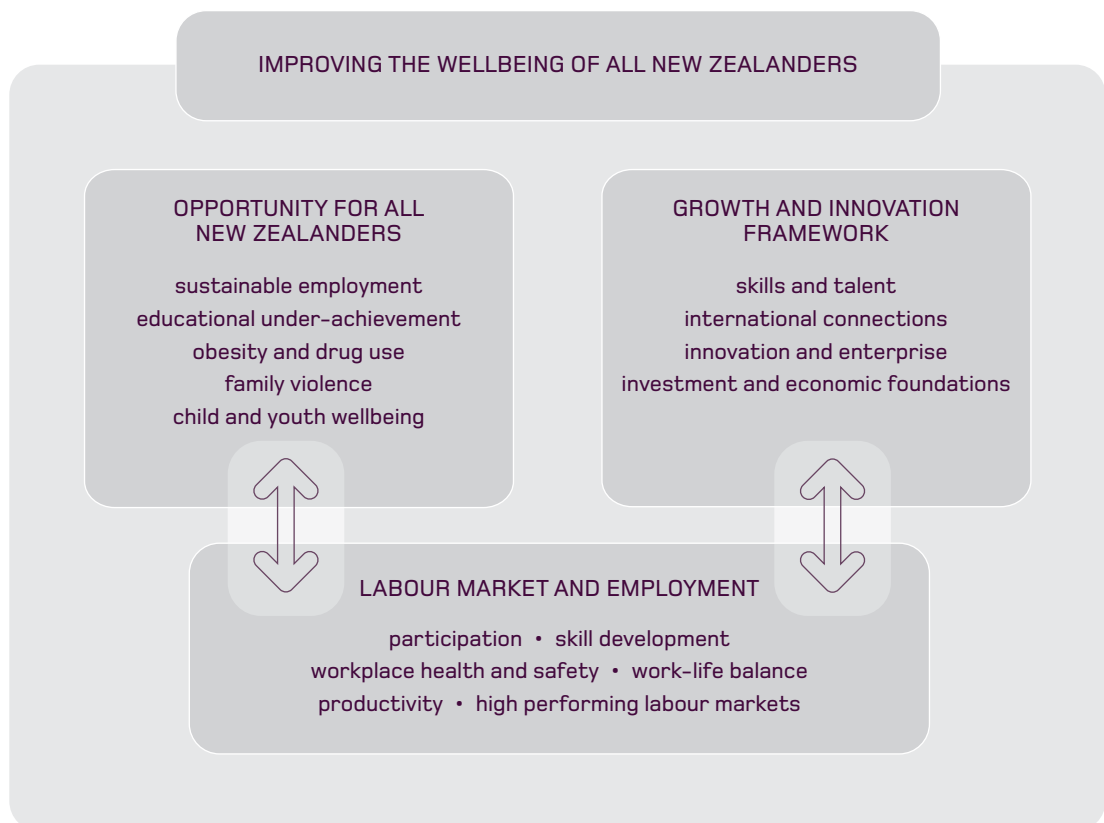 IMPROVING THE WELLBEING OF ALL NEW ZEALANDERS
OPPORTUNITY FOR ALL
NEW ZEALANDERS
sustainable employment
educational under-achievement
obesity and drug use
family violence
child and youth wellbeing
GROWTH AND INNOVATION
FRAMEWORK
skills and talent
international connections
innovation and enterprise
investment and economic foundations
LABOUR MARKET AND EMPLOYMENT
participation • skill development
workplace health and safety • work-life balance
productivity • high performing labour markets